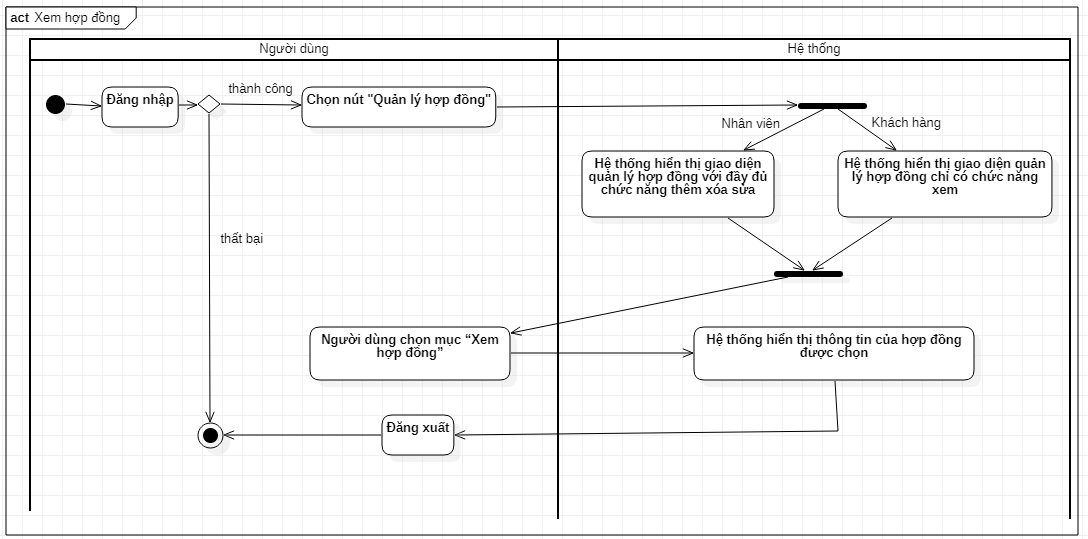 act Xem hợp đồng
Người dùng
Hệ thống
Đăng nhập
thành công
Chọn nút "Quản lý hợp đồng"
Nhân viên
Khách hàng
Hệ thống hiển thị giao diện
quản lý hợp đồng với đầy đủ
chức năng thêm xóa sửa
Hệ thống hiển thị giao diện quản
lý hợp đồng chỉ có chức năng
xem
thất bại
Người dùng chọn mục “Xem
hợp đồng”
Hệ thống hiển thị thông tin của hợp đồng
được chọn
Đăng xuất